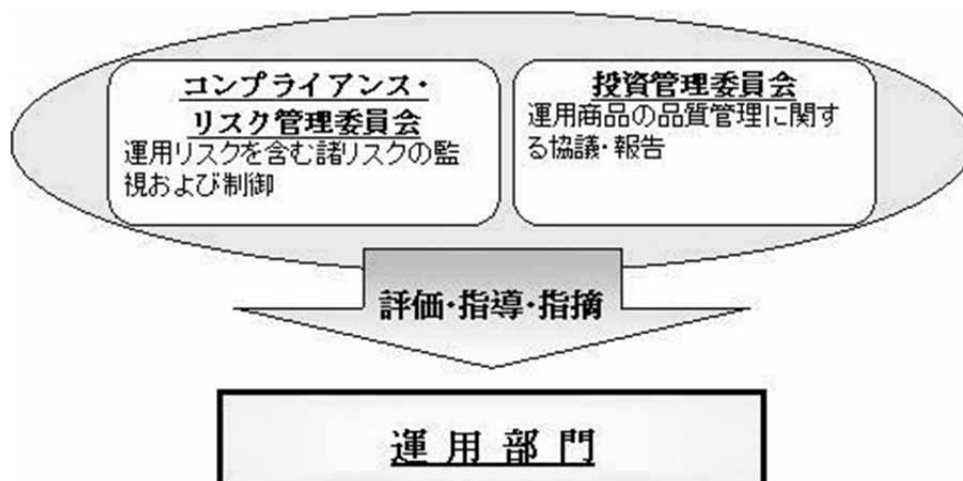 コンプライアンス・
リスク管理委員会
運用リスクを含む諸リスクの監
視および制御
投資管理委員会
運用商品の品質管理に関す
る協議・報告
評価・指導・指摘
運用部門